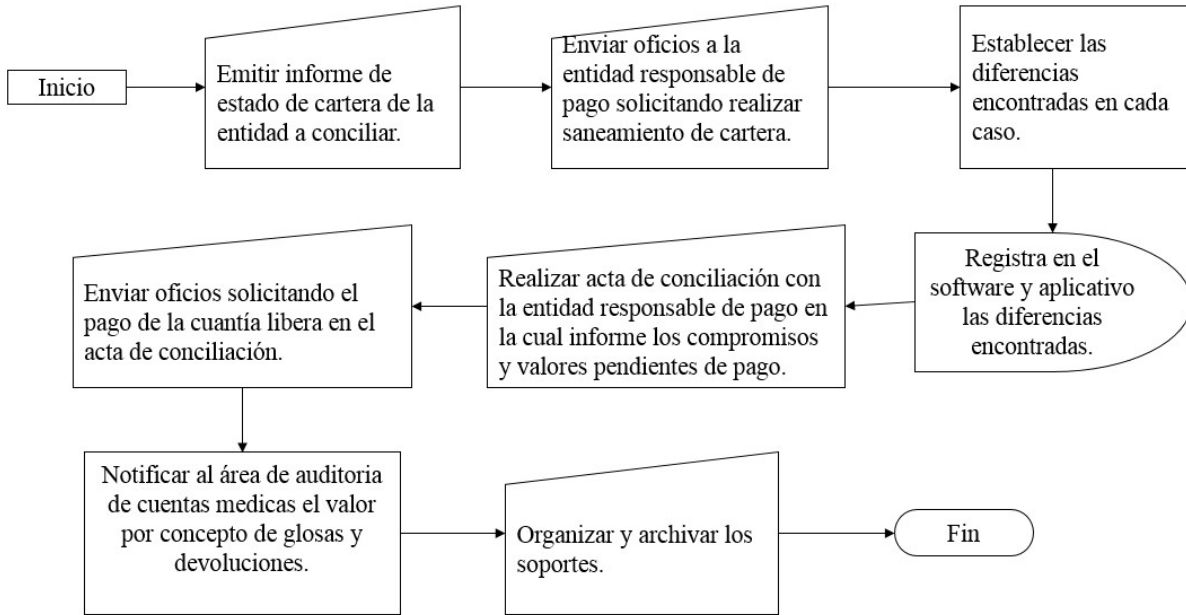 Inicio
Emitir informe de
estado de cartera de la
entidad a conciliar.
Enviar oficios a la
entidad responsable de
pago solicitando realizar
saneamiento de cartera.
Establecer las
diferencias
encontradas en cada
caso.
Registra en el
software y aplicativo
las diferencias
encontradas.
Realizar acta de conciliación con
la entidad responsable de pago en
la cual informe los compromisos
y valores pendientes de pago.
Enviar oficios solicitando el
pago de la cuantía libera en el
acta de conciliación.
Notificar al área de auditoria
de cuentas medicas el valor
por concepto de glosas y
devoluciones.
Organizar y archivar los
soportes.
Fin